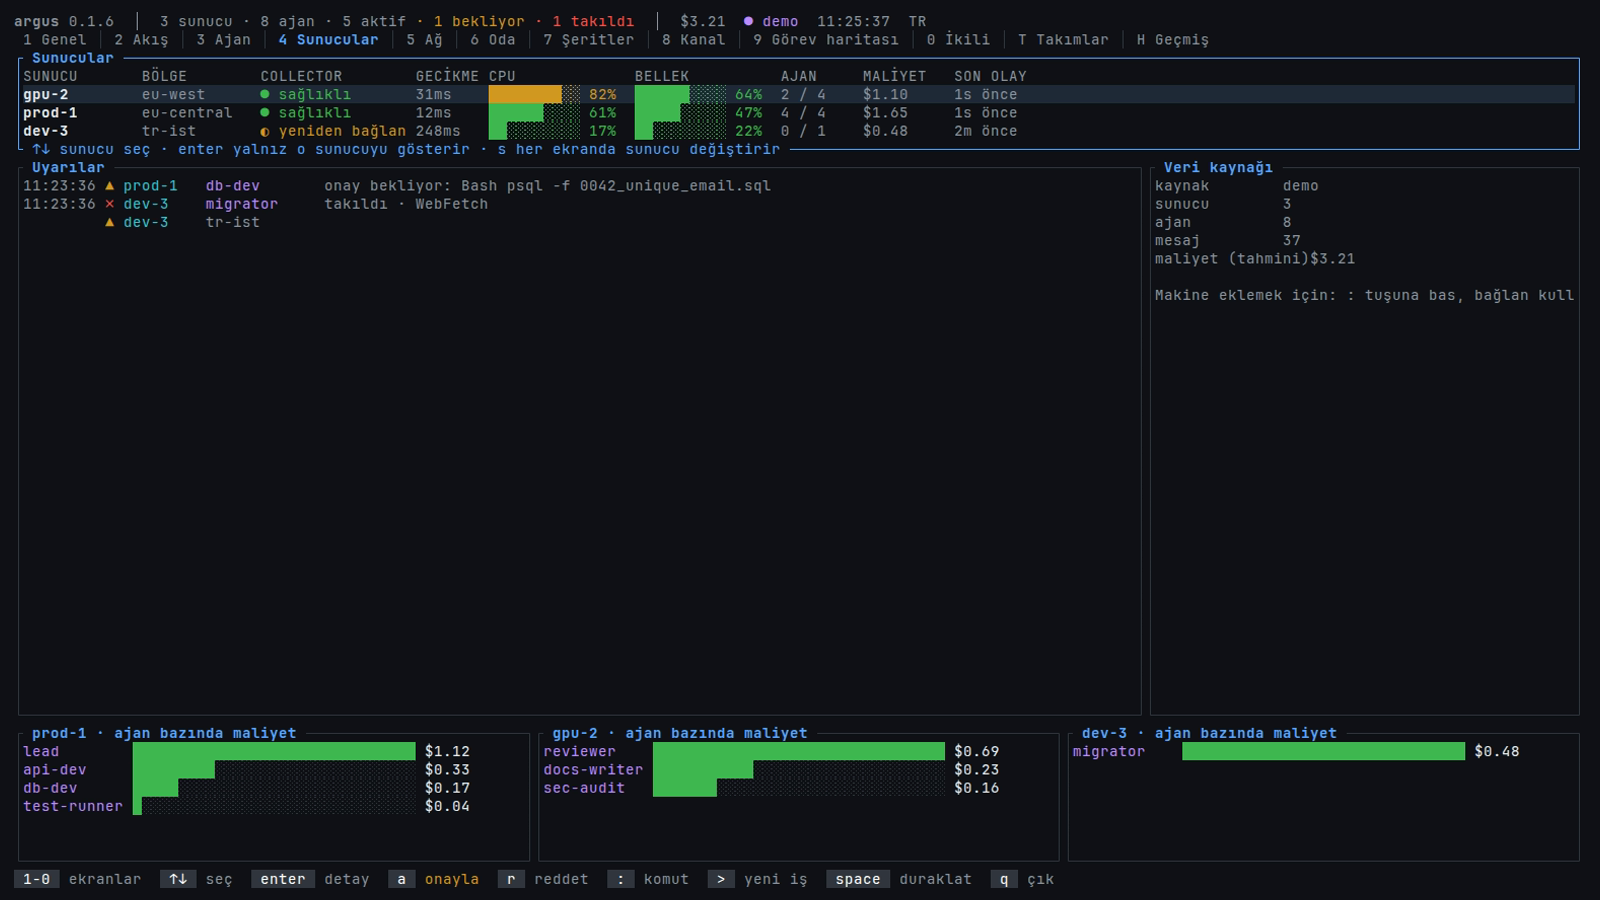 argus 0.1.6 │ 3 sunucu · 8 ajan · 5 aktif · 1 bekliyor · 1 takıldı │ $3.21 ● demo 11:25:37 TR
1 Genel │ 2 Akış │ 3 Ajan │ 4 Sunucular │ 5 Ağ │ 6 Oda │ 7 Şeritler │ 8 Kanal │ 9 Görev haritası │ 0 İkili │ T Takımlar │ H Geçmiş
Sunucular
SUNUCU BÖLGE COLLECTOR GECİKME CPU BELLEK AJAN MALİYET SON OLAY
gpu-2 eu-west ● sağlıklı 31ms 82% 64% 2 / 4 $1.10 1s önce
prod-1 eu-central ● sağlıklı 12ms 61% 47% 4 / 4 $1.65 1s önce
dev-3 tr-ist ◐ yeniden bağlan 248ms 17% 22% 0 / 1 $0.48 2m önce
↑↓ sunucu seç · enter yalnız o sunucuyu gösterir · s her ekranda sunucu değiştirir
Uyarılar
11:23:36 ▲ prod-1 db-dev onay bekliyor: Bash psql -f 0042_unique_email.sql
11:23:36 ✕ dev-3 migrator takıldı · WebFetch
▲ dev-3 tr-ist
Veri kaynağı
kaynak demo
sunucu 3
ajan 8
mesaj 37
maliyet (tahmini)$3.21
Makine eklemek için: : tuşuna bas, bağlan kull
prod-1 · ajan bazında maliyet
lead $1.12
api-dev $0.33
db-dev $0.17
test-runner $0.04
gpu-2 · ajan bazında maliyet
reviewer $0.69
docs-writer $0.23
sec-audit $0.16
dev-3 · ajan bazında maliyet
migrator $0.48
1-0 ekranlar ↑↓ seç enter detay a onayla r reddet : komut > yeni iş space duraklat q çık